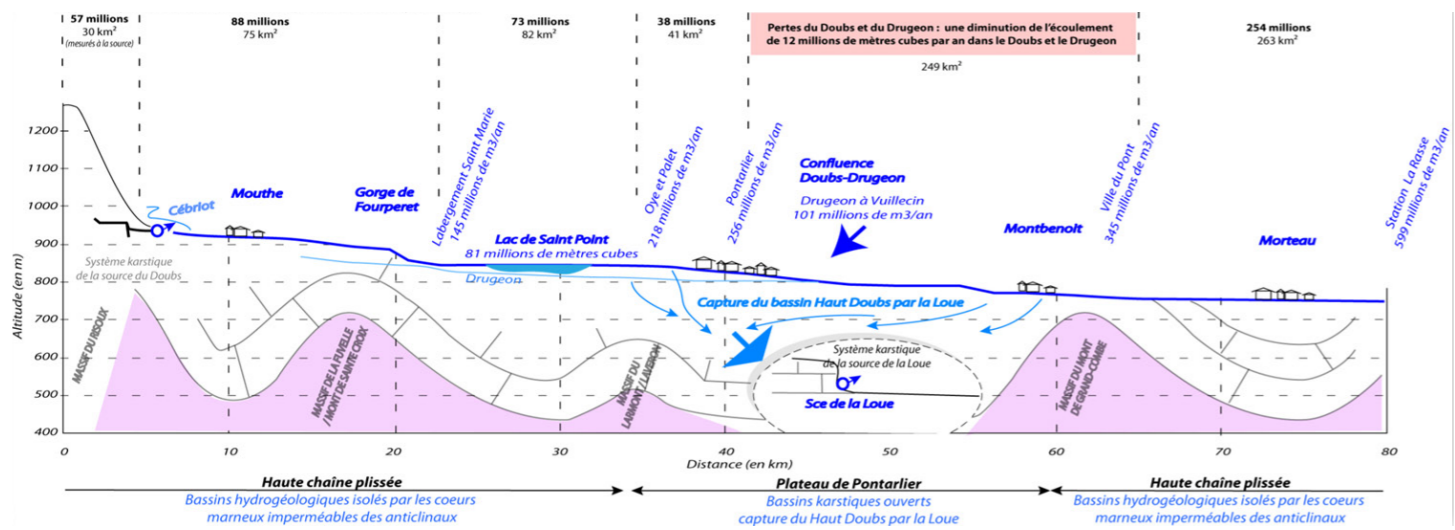 57 millions
30 km²
(mesurés à la source)
88 millions
75 km²
73 millions
82 km²
38 millions
41 km²
Pertes du Doubs et du Drugeon : une diminution de l'écoulement
de 12 millions de mètres cubes par an dans le Doubs et le Drugeon
249 km²
254 millions
263 km²
Altitude (en m)
1200
1100
1000
900
800
700
600
500
400
Cébriot
Mouthe
Gorge de
Fourperet
Labergement Saint Marie
145 millions de m3/an
Lac de Saint Point
81 millions de mètres cubes
Oye et Palet
218 millions de m3/an
Pontarlier
256 millions de m3/an
Confluence
Doubs-Drugeon
Drugeon à Vuillecin
101 millions de m3/an
Montbenoit
Ville du Pont
345 millions de m3/an
Morteau
Station La Rasse
599 millions de m3/an
Système karstique
de la source du Doubs
Drugeon
Capture du bassin Haut Doubs par la Loue
Système karstique
de la source de la Loue
Sce de la Loue
MASSIF DU RISOUX
MASSIF DE LA FUVELLE
/ MONT DE SAINTE CROIX
MASSIF DU
LARMONT / LAVERON
MASSIF DU MONT
DE GRAND-COMBE
0
10
20
30
40
50
60
70
80
Distance (en km)
Haute chaîne plissée
Bassins hydrogéologiques isolés par les coeurs
marneux imperméables des anticlinaux
Plateau de Pontarlier
Bassins karstiques ouverts
capture du Haut Doubs par la Loue
Haute chaîne plissée
Bassins hydrogéologiques isolés par les coeurs
marneux imperméables des anticlinaux